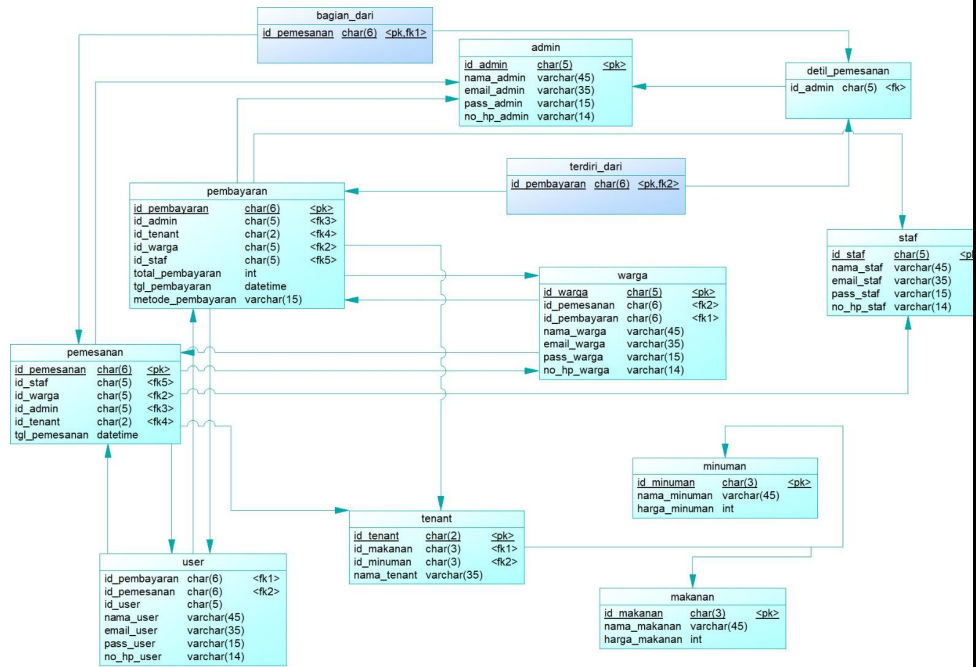 bagian_dari
id_pemesanan char(6) <pk,fk1>
admin
id_admin char(5) <pk>
nama_admin varchar(45)
email_admin varchar(35)
pass_admin varchar(15)
no_hp_admin varchar(14)
detil_pemesanan
id_admin char(5) <fk>
terdiri_dari
id_pembayaran char(6) <pk,fk2>
pembayaran
id_pembayaran char(6) <pk>
id_admin char(5) <fk3>
id_tenant char(2) <fk4>
id_warga char(5) <fk2>
id_staf char(5) <fk5>
total_pembayaran int
tgl_pembayaran datetime
metode_pembayaran varchar(15)
staf
id_staf char(5)
nama_staf varchar(45)
email_staf varchar(35)
pass_staf varchar(15)
no_hp_staf varchar(14)
warga
id_warga char(5) <pk>
id_pemesanan char(6) <fk2>
id_pembayaran char(6) <fk1>
nama_warga varchar(45)
email_warga varchar(35)
pass_warga varchar(15)
no_hp_warga varchar(14)
pemesanan
id_pemesanan char(6) <pk>
id_staf char(5) <fk5>
id_warga char(5) <fk2>
id_admin char(5) <fk3>
id_tenant char(2) <fk4>
tgl_pemesanan datetime
minuman
id_minuman char(3) <pk>
nama_minuman varchar(45)
harga_minuman int
tenant
id_tenant char(2) <pk>
id_makanan char(3) <fk1>
id_minuman char(3) <fk2>
nama_tenant varchar(35)
user
id_pembayaran char(6) <fk1>
id_pemesanan char(6) <fk2>
id_user char(5)
nama_user varchar(45)
email_user varchar(35)
pass_user varchar(15)
no_hp_user varchar(14)
makanan
id_makanan char(3) <pk>
nama_makanan varchar(45)
harga_makanan int